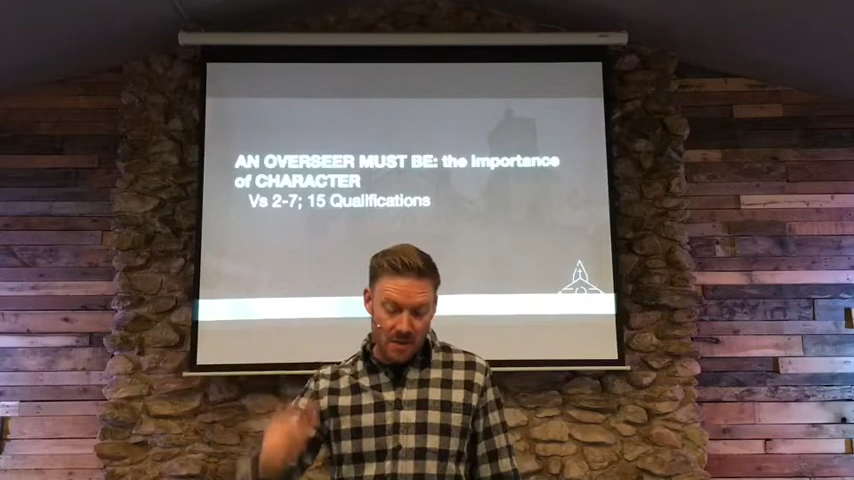 AN OVERSEER MUST BE: the Importance
of CHARACTER
Vs 2-7; 15 Qualifications